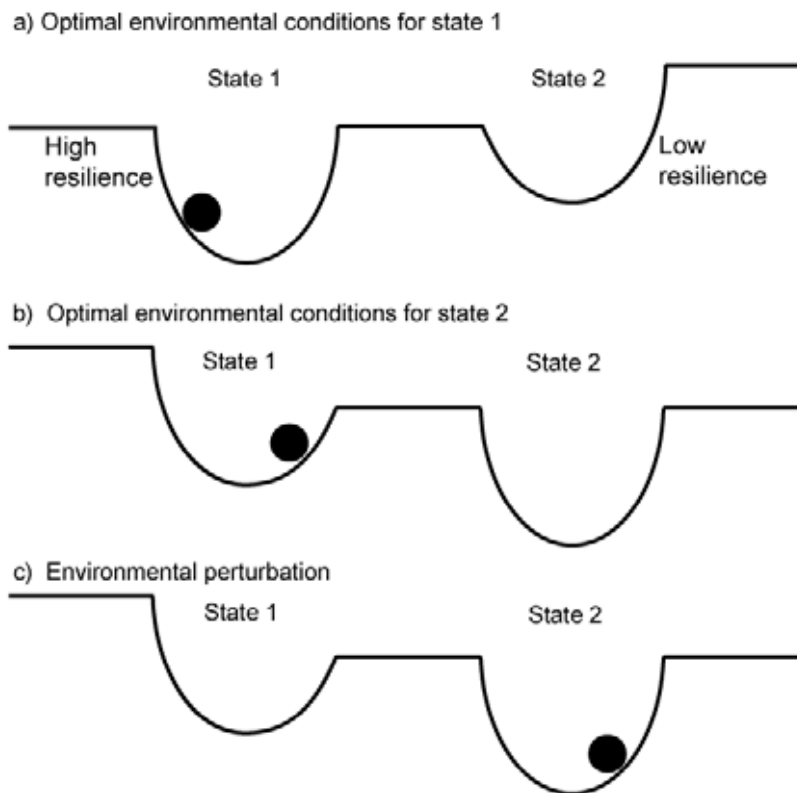 a) Optimal environmental conditions for state 1
State 1
State 2
High
resilience
Low
resilience
b) Optimal environmental conditions for state 2
State 1
State 2
c) Environmental perturbation
State 1
State 2